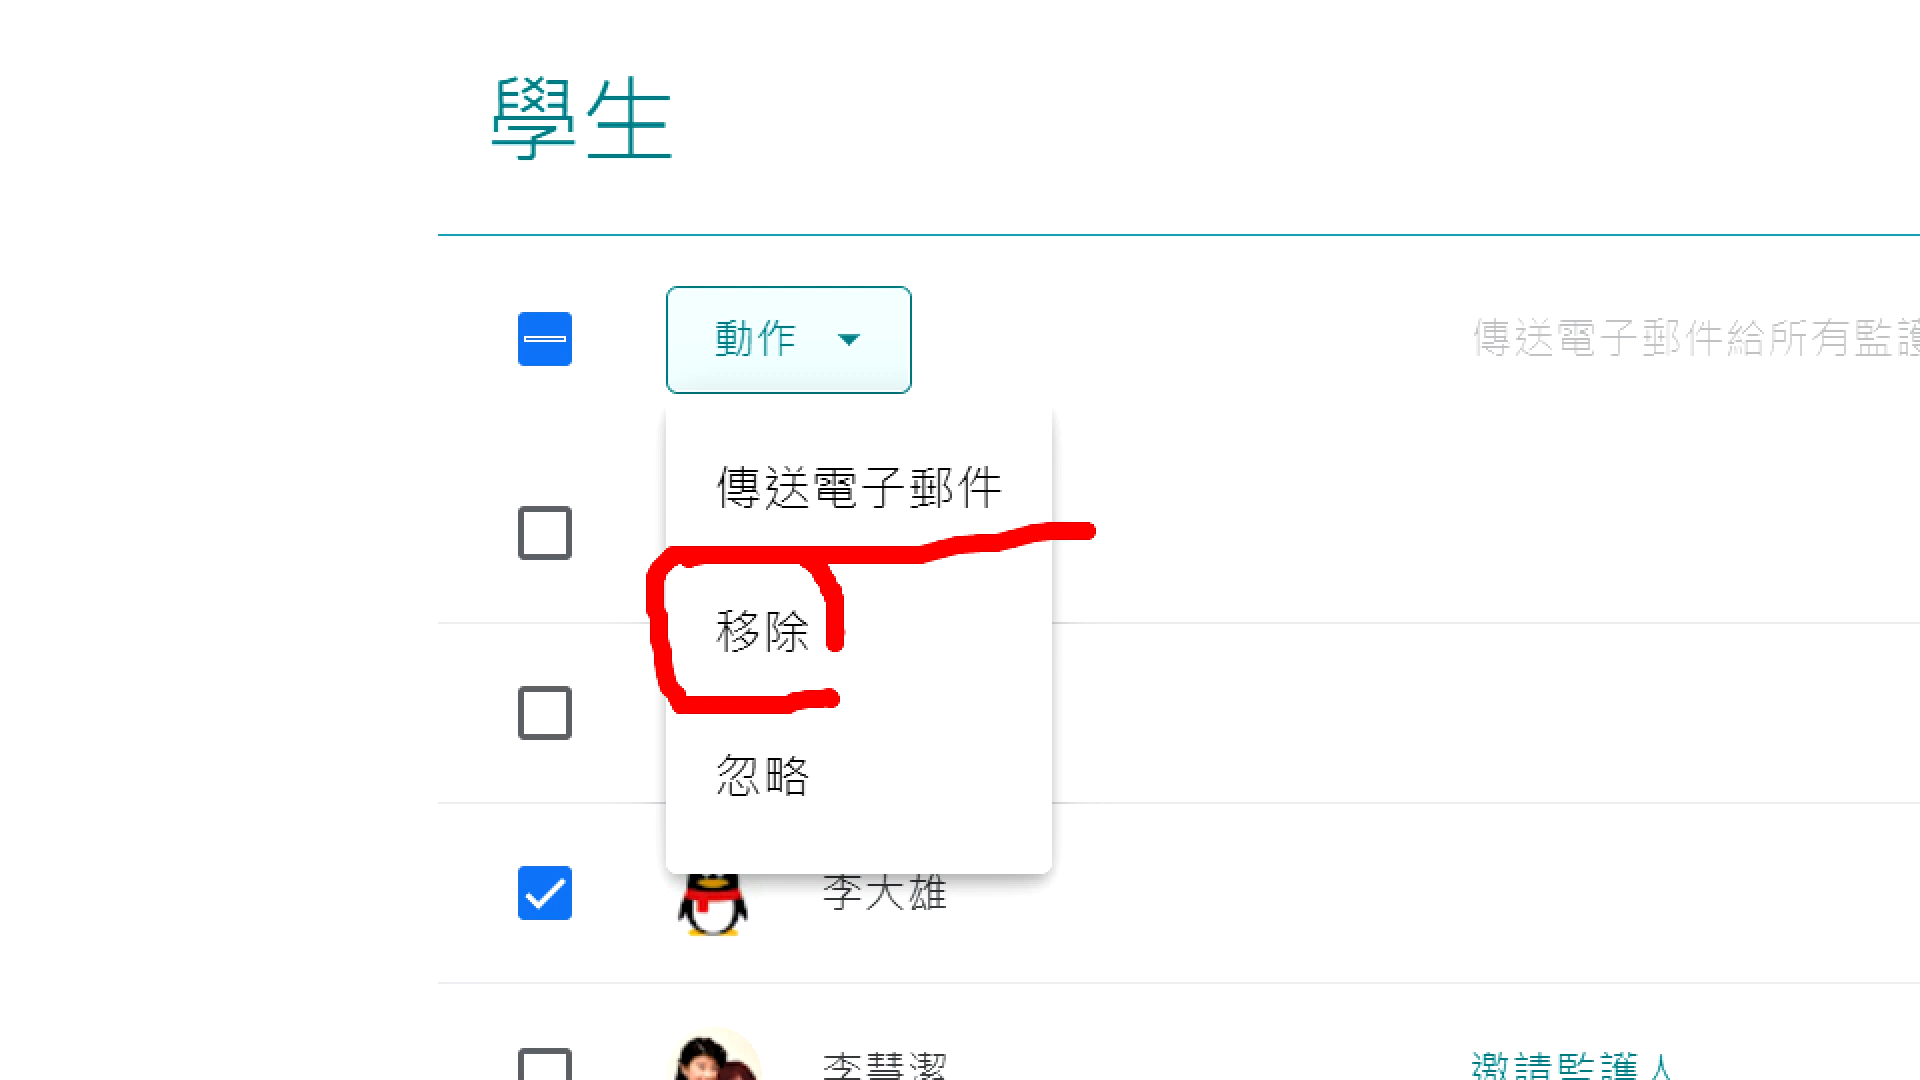 學生
動作
傳送電子郵件給所有監護
傳送電子郵件
移除
忽略
李大雄
李慧潔
邀請監護人